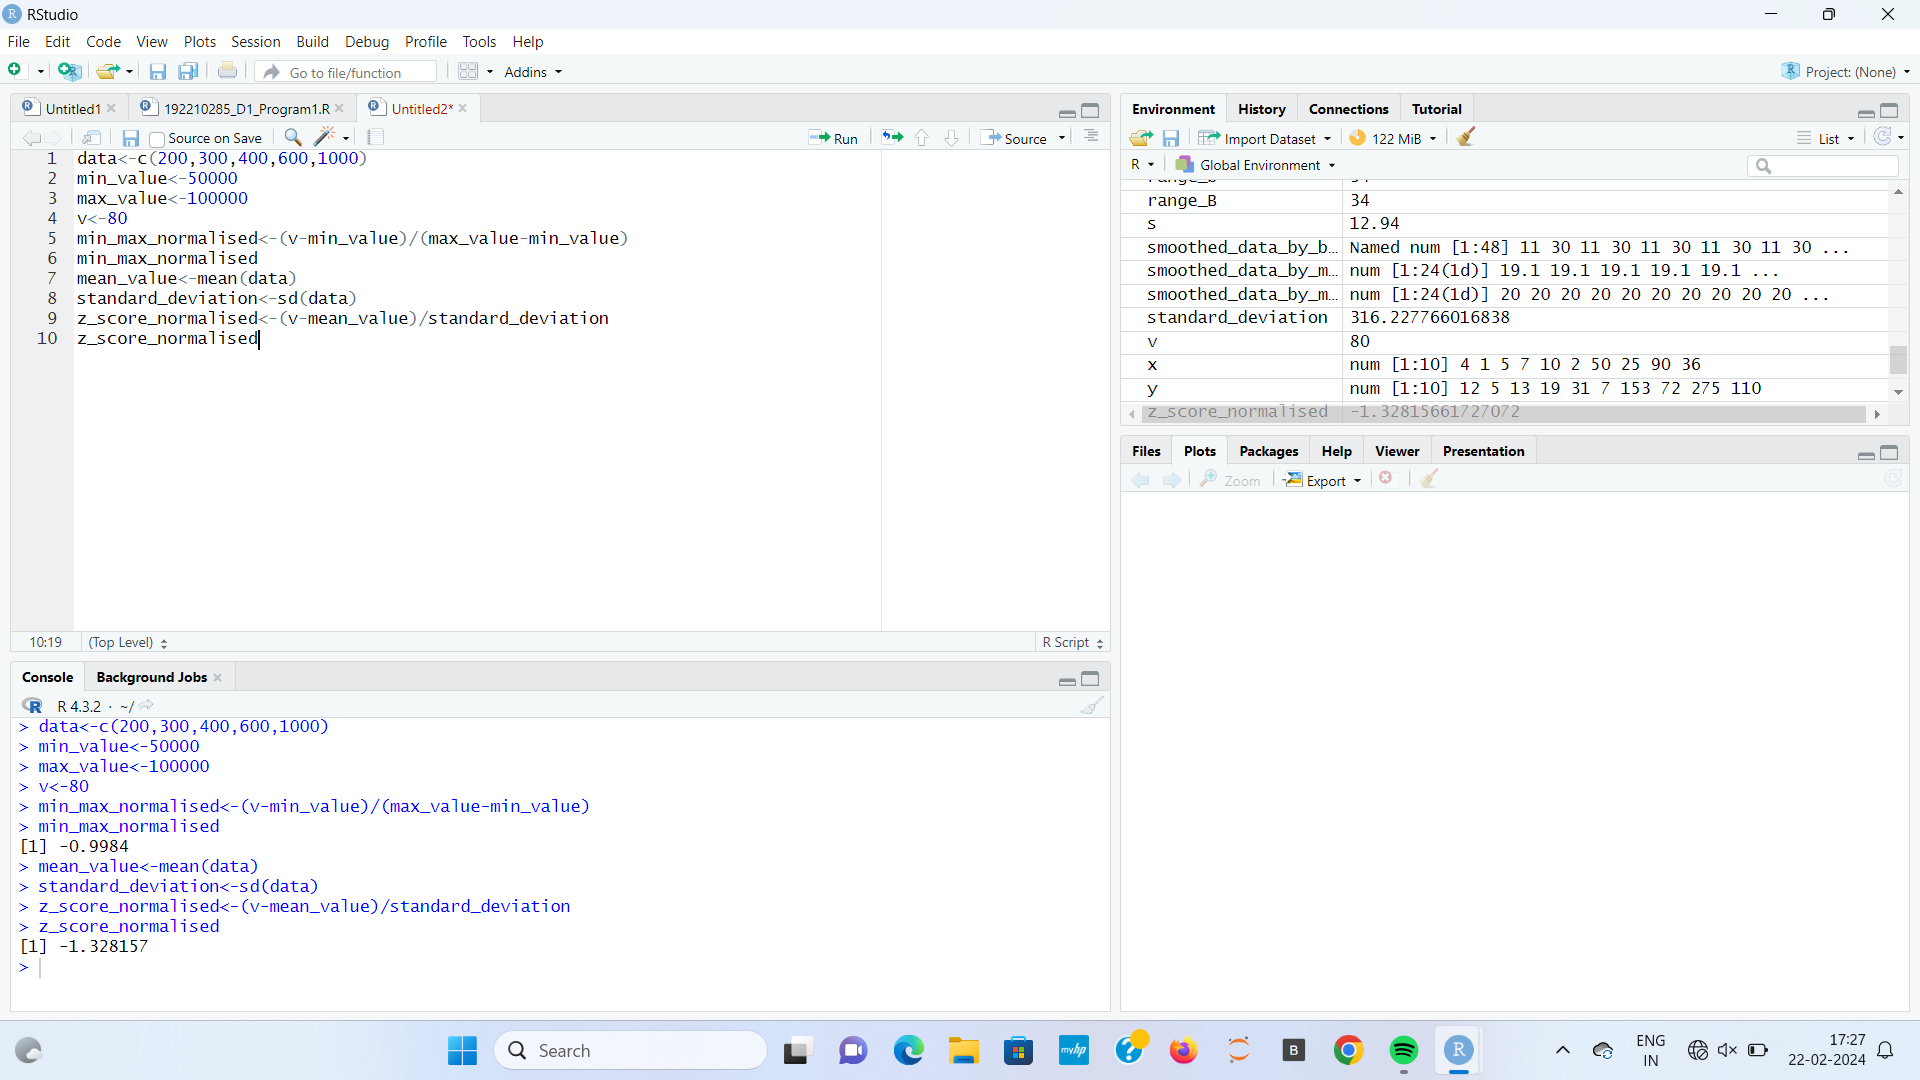 RStudio
File Edit Code View Plots Session Build Debug Profile Tools Help
Go to file/function Addins Project: (None)
Untitled1 192210285_D1_Program1.R Untitled2*
Source on Save Run Source
1 data<-c(200,300,400,600,1000)
2 min_value<-50000
3 max_value<-100000
4 v<-80
5 min_max_normalised<-(v-min_value)/(max_value-min_value)
6 min_max_normalised
7 mean_value<-mean(data)
8 standard_deviation<-sd(data)
9 z_score_normalised<-(v-mean_value)/standard_deviation
10 z_score_normalised
10:19 (Top Level) R Script
Console Background Jobs
R 4.3.2 · ~/
> data<-c(200,300,400,600,1000)
> min_value<-50000
> max_value<-100000
> v<-80
> min_max_normalised<-(v-min_value)/(max_value-min_value)
> min_max_normalised
[1] -0.9984
> mean_value<-mean(data)
> standard_deviation<-sd(data)
> z_score_normalised<-(v-mean_value)/standard_deviation
> z_score_normalised
[1] -1.328157
>
Environment History Connections Tutorial
Import Dataset 122 MiB List
R Global Environment
range_B 34
s 12.94
smoothed_data_by_b... Named num [1:48] 11 30 11 30 11 30 11 30 11 30 ...
smoothed_data_by_m... num [1:24(1d)] 19.1 19.1 19.1 19.1 19.1 ...
smoothed_data_by_m... num [1:24(1d)] 20 20 20 20 20 20 20 20 20 20 ...
standard_deviation 316.227766016838
v 80
x num [1:10] 4 1 5 7 10 2 50 25 90 36
y num [1:10] 12 5 13 19 31 7 153 72 275 110
z_score_normalised -1.32815661727072
Files Plots Packages Help Viewer Presentation
Zoom Export
Search
myhp
B
R
ENG
IN
17:27
22-02-2024